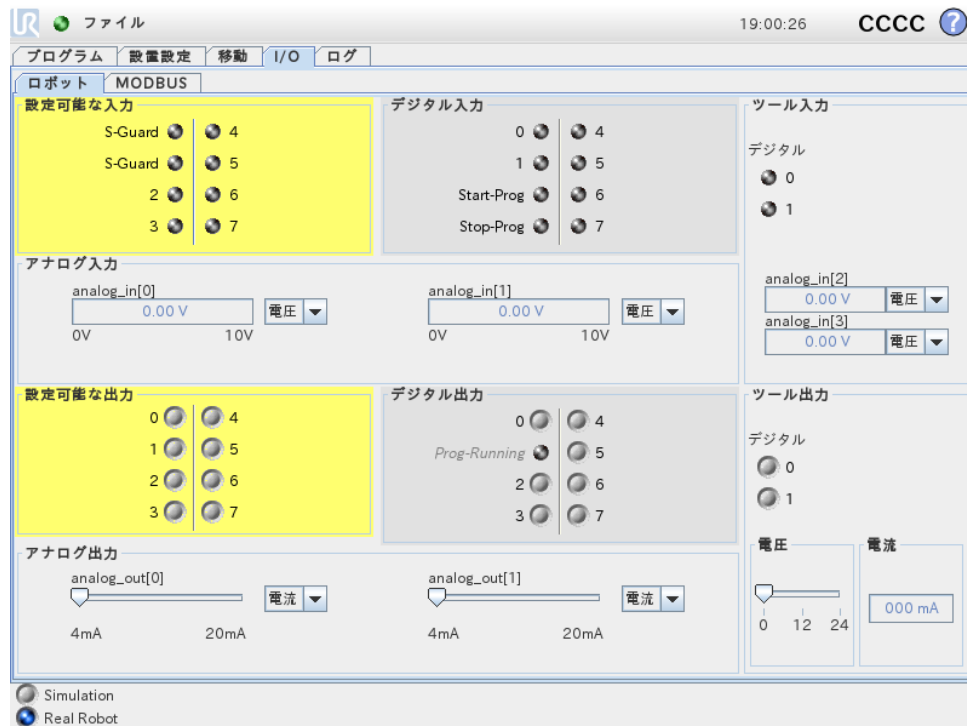 UR ファイル 19:00:26 CCCC ?
プログラム 設置設定 移動 I/O ログ
ロボット MODBUS
設定可能な入力
S-Guard 4
S-Guard 5
2 6
3 7
デジタル入力
0 4
1 5
Start-Prog 6
Stop-Prog 7
ツール入力
デジタル
0
1
analog_in[2]
0.00 V 電圧
analog_in[3]
0.00 V 電圧
アナログ入力
analog_in[0]
0.00 V 電圧
0V 10V
analog_in[1]
0.00 V 電圧
0V 10V
設定可能な出力
0 4
1 5
2 6
3 7
デジタル出力
0 4
Prog-Running 5
2 6
3 7
ツール出力
デジタル
0
1
電圧
0 12 24
電流
000 mA
アナログ出力
analog_out[0]
電流
4mA 20mA
analog_out[1]
電流
4mA 20mA
Simulation
Real Robot